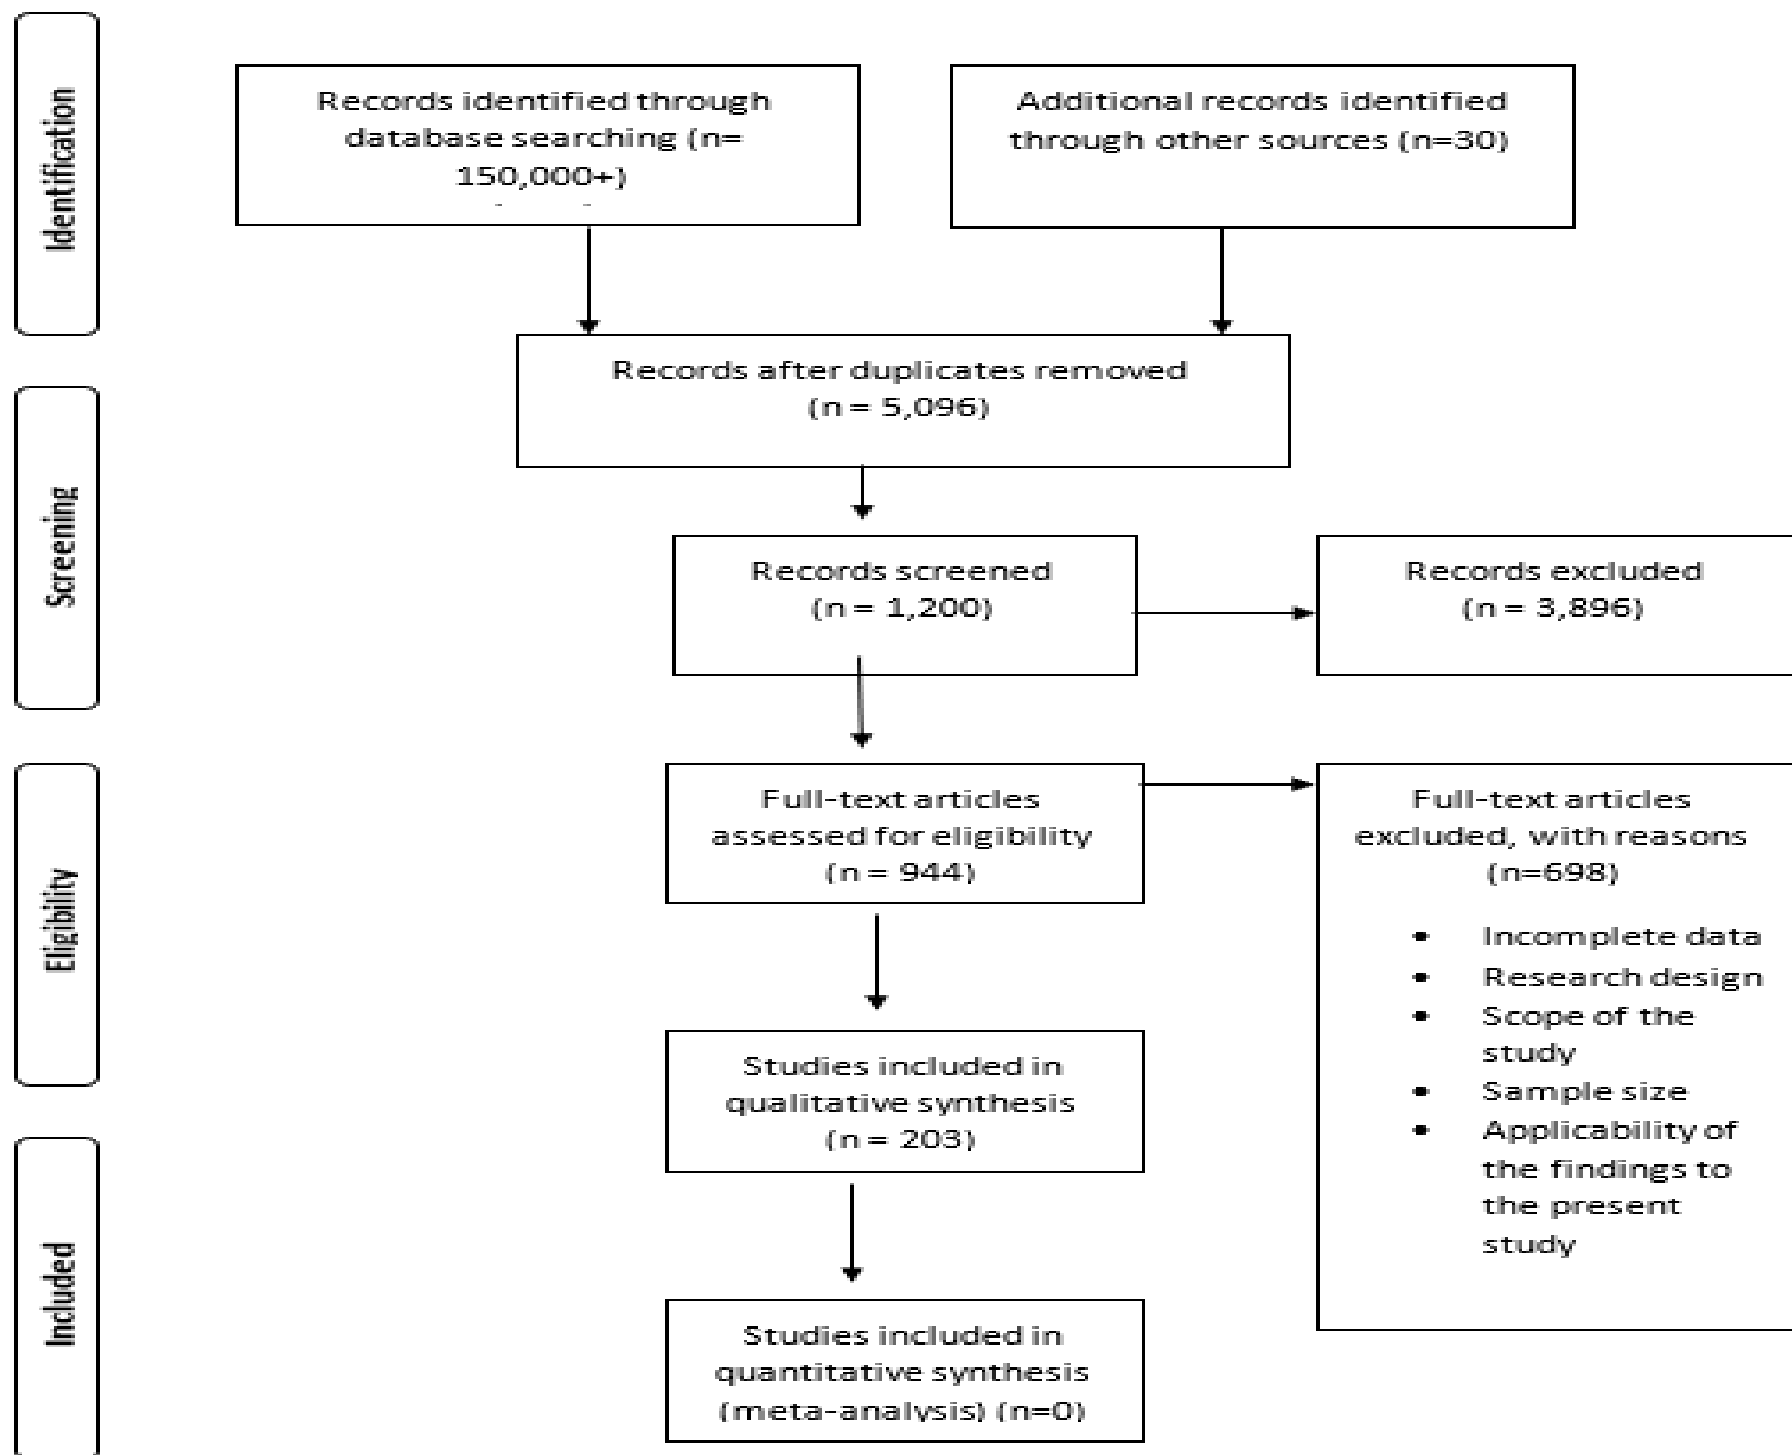 Identification
Records identified through
database searching (n=
150,000+)
Additional records identified
through other sources (n=30)
Records after duplicates removed
(n = 5,096)
Screening
Records screened
(n = 1,200)
Records excluded
(n = 3,896)
Eligibility
Full-text articles
assessed for eligibility
(n = 944)
Full-text articles
excluded, with reasons
(n=698)
• Incomplete data
• Research design
• Scope of the
study
• Sample size
• Applicability of
the findings to
the present
study
Studies included in
qualitative synthesis
(n = 203)
Included
Studies included in
quantitative synthesis
(meta-analysis) (n=0)